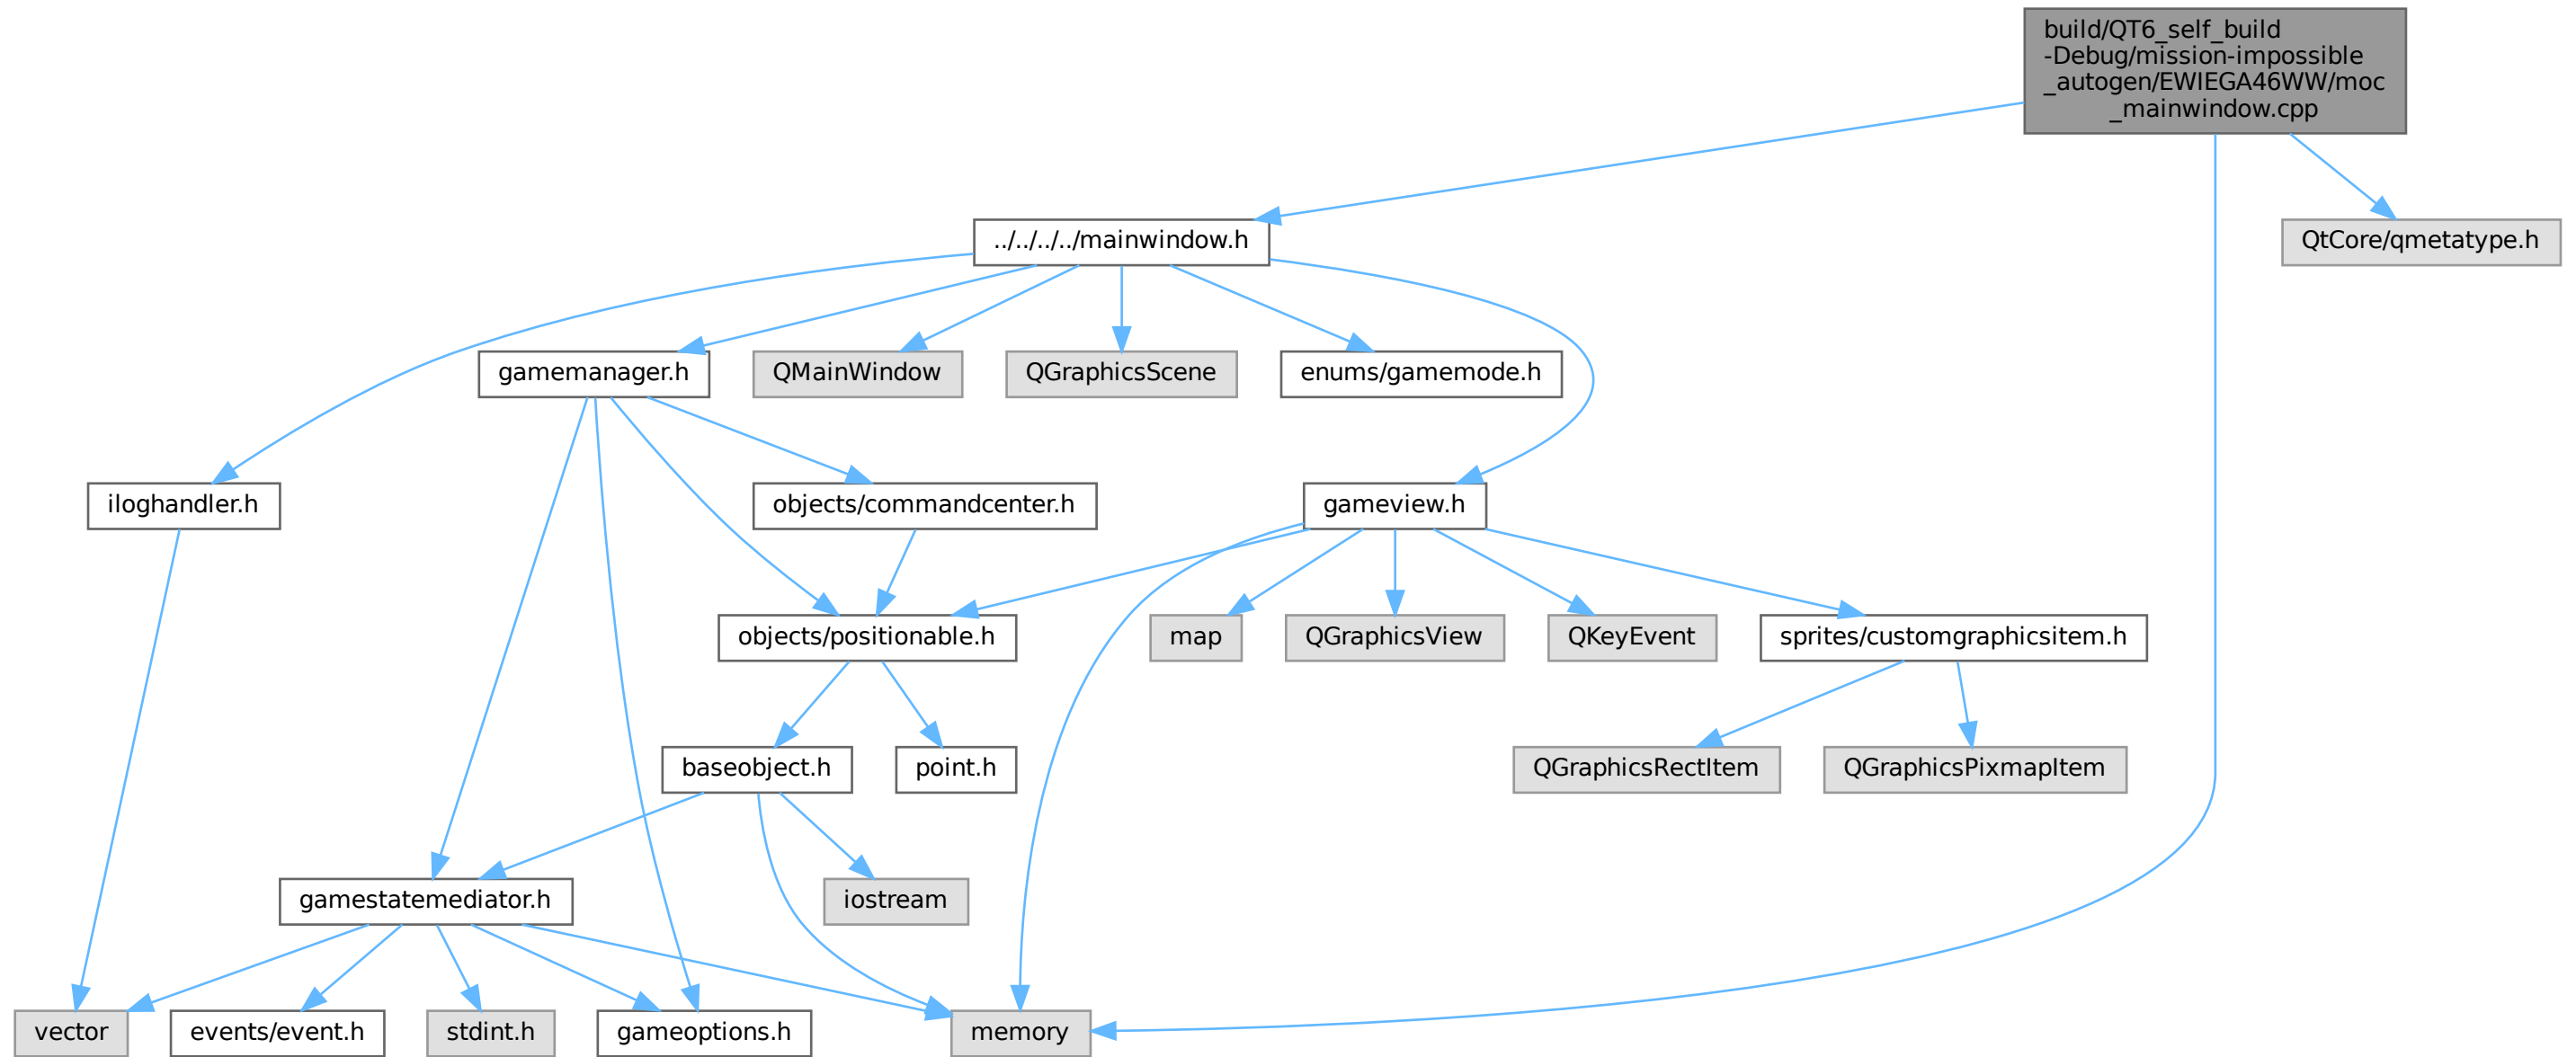 build/QT6_self_build
-Debug/mission-impossible
_autogen/EWIEGA46WW/moc
_mainwindow.cpp
../../../../mainwindow.h
QtCore/qmetatype.h
gamemanager.h
QMainWindow
QGraphicsScene
enums/gamemode.h
iloghandler.h
objects/commandcenter.h
gameview.h
objects/positionable.h
map
QGraphicsView
QKeyEvent
sprites/customgraphicsitem.h
baseobject.h
point.h
QGraphicsRectItem
QGraphicsPixmapItem
gamestatemediator.h
iostream
vector
events/event.h
stdint.h
gameoptions.h
memory